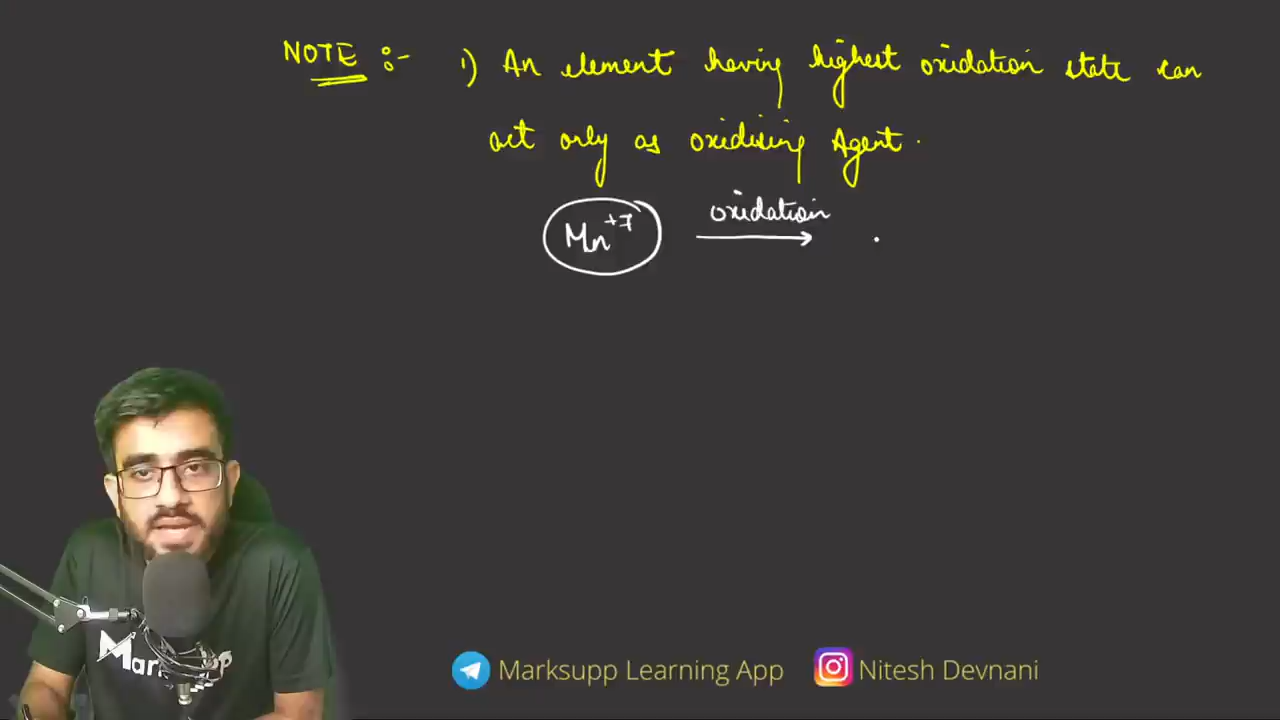 NOTE :- 1) An element having highest oxidation state can
act only as oxidising Agent.
Mn+7 oxidation
Marksupp Learning App Nitesh Devnani